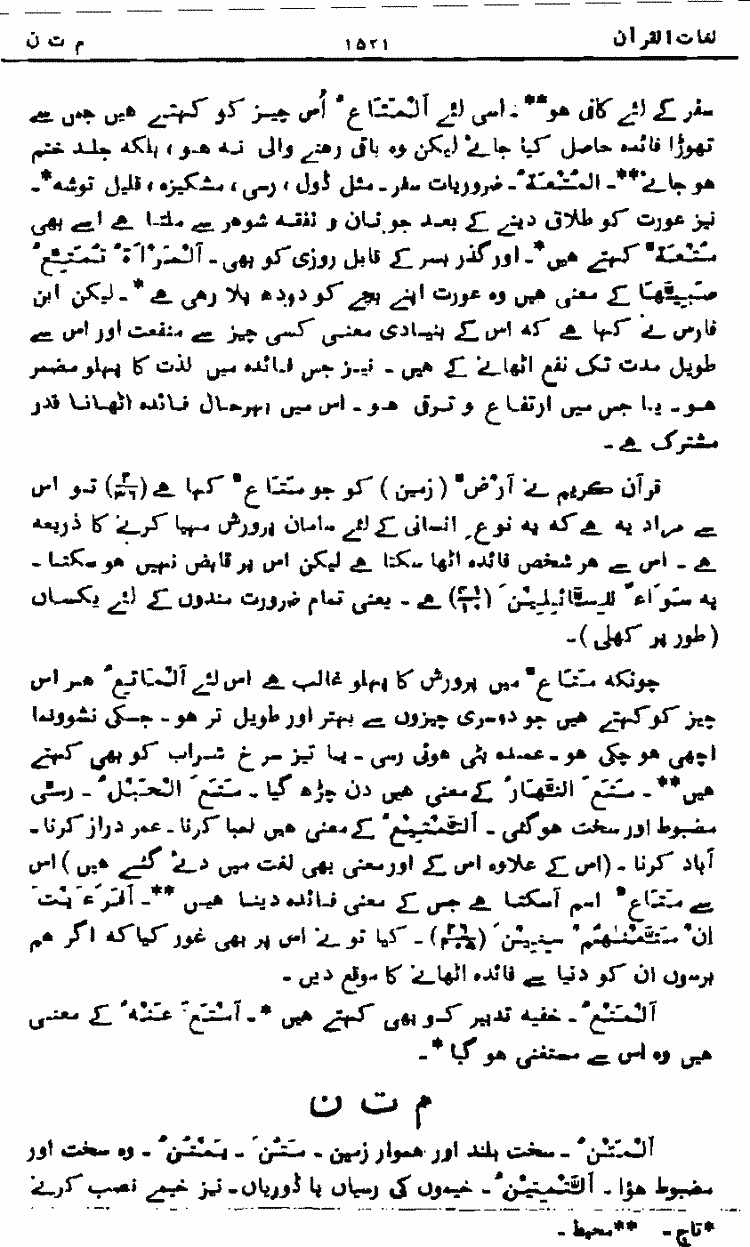 لغات القرآن ۱۵۲۱ م ت ن
سفر کے لئے کافی ہو**۔ اسی لئے اَلْمَتَاعُ اُس چیز کو کہتے ہیں جس سے
تھوڑا فائدہ حاصل کیا جائے لیکن وہ باقی رہنے والی نہ ہو، بلکہ جلد ختم
ہو جائے**۔ اَلْمُتْعَةُ۔ ضروریات سفر۔ مثل ڈول، رسی، مشکیزہ، قلیل توشہ*۔
نیز عورت کو طلاق دینے کے بعد جو نان و نفقہ شوہر سے ملتا ہے اسے بھی
مُتْعَةٌ کہتے ہیں*۔ اور گذر بسر کے قابل روزی کو بھی۔ اَلْمَرْاَةُ تُمَتِّعُ
صَبِيَّهَا کے معنی ہیں وہ عورت اپنے بچے کو دودھ پلا رہی ہے*۔ لیکن ابن
فارس نے کہا ہے کہ اس کے بنیادی معنی کسی چیز سے منفعت اور اس سے
طویل مدت تک نفع اٹھانے کے ہیں۔ نیز جس فائدہ میں لذت کا پہلو مضمر
ہو۔ یا جس میں ارتفاع و ترقی ہو۔ اس میں بہرحال فائدہ اٹھانا قدر
مشترک ہے۔
قرآن کریم نے اَرْضٌ (زمین) کو جو مَتَاعٌ کہا ہے (۲/۳۶) تو اس
سے مراد یہ ہے کہ یہ نوعِ انسانی کے لئے سامان پرورش مہیا کرنے کا ذریعہ
ہے۔ اس سے ہر شخص فائدہ اٹھا سکتا ہے لیکن اس پر قابض نہیں ہو سکتا۔
یہ سَوَاءً لِّلسَّائِلِيْنَ (۴۱/۱۰) ہے۔ یعنی تمام ضرورت مندوں کے لئے یکساں
(طور پر کھلی)۔
چونکہ مَتَاعٌ میں پرورش کا پہلو غالب ہے اس لئے اَلْمَاتِعُ ہر اس
چیز کو کہتے ہیں جو دوسری چیزوں سے بہتر اور طویل تر ہو۔ جسکی نشوونما
اچھی ہو چکی ہو۔ عمدہ بٹی ہوئی رسی۔ یا تیز سرخ شراب کو بھی کہتے
ہیں**۔ مَتَعَ النَّهَارُ کے معنی ہیں دن چڑھ گیا۔ مَتَعَ الْحَبْلُ۔ رسّی
مضبوط اور سخت ہوگئی۔ اَلتَّمْتِيْعُ کے معنی ہیں لمبا کرنا۔ عمر دراز کرنا۔
آباد کرنا۔ (اس کے علاوہ اس کے اور معنی بھی لغت میں دئے گئے ہیں) اس
سے مَتَاعٌ اسم آسکتا ہے جس کے معنی فائدہ دینا ہیں**۔ اَفَرَءَيْتَ
اِنْ مَتَّعْنٰهُمْ سِنِيْنَ (۲۶/۲۰۵)۔ کیا تو نے اس پر بھی غور کیا کہ اگر ہم
برسوں ان کو دنیا سے فائدہ اٹھانے کا موقع دیں۔
اَلْمَتْعُ۔ خفیہ تدبیر کو بھی کہتے ہیں*۔ اَمْتَعَ عَنْهُ کے معنی
ہیں وہ اس سے مستغنی ہو گیا*۔
م ت ن
اَلْمَتْنُ۔ سخت بلند اور ہموار زمین۔ مَتُنَ۔ يَمْتُنُ۔ وہ سخت اور
مضبوط ہؤا۔ اَلتَّمْتِيْنُ۔ خیموں کی رسیاں یا ڈوریاں۔ نیز خیمے نصب کرنے
*تاج۔ **محیط۔